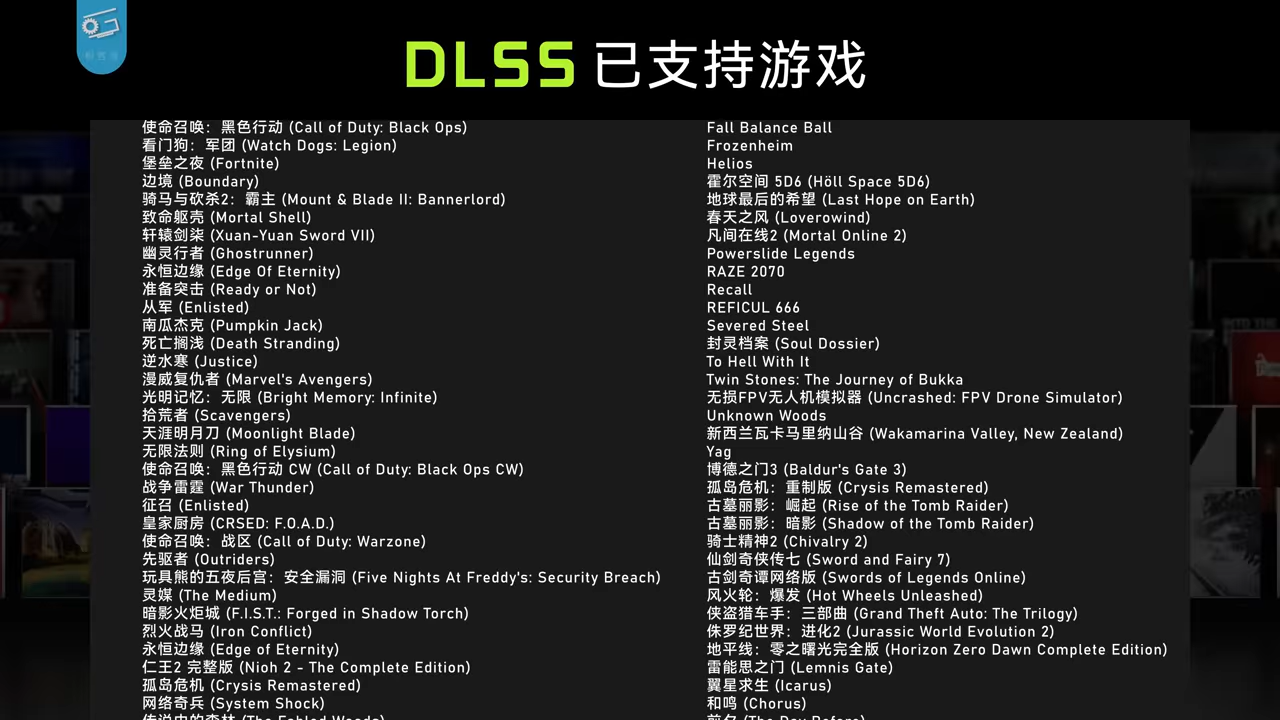 DLSS 已支持游戏
使命召唤：黑色行动 (Call of Duty: Black Ops)
看门狗：军团 (Watch Dogs: Legion)
堡垒之夜 (Fortnite)
边境 (Boundary)
骑马与砍杀2：霸主 (Mount & Blade II: Bannerlord)
致命躯壳 (Mortal Shell)
轩辕剑柒 (Xuan-Yuan Sword VII)
幽灵行者 (Ghostrunner)
永恒边缘 (Edge Of Eternity)
准备突击 (Ready or Not)
从军 (Enlisted)
南瓜杰克 (Pumpkin Jack)
死亡搁浅 (Death Stranding)
逆水寒 (Justice)
漫威复仇者 (Marvel's Avengers)
光明记忆：无限 (Bright Memory: Infinite)
拾荒者 (Scavengers)
天涯明月刀 (Moonlight Blade)
无限法则 (Ring of Elysium)
使命召唤：黑色行动 CW (Call of Duty: Black Ops CW)
战争雷霆 (War Thunder)
征召 (Enlisted)
皇家厨房 (CRSED: F.O.A.D.)
使命召唤：战区 (Call of Duty: Warzone)
先驱者 (Outriders)
玩具熊的五夜后宫：安全漏洞 (Five Nights At Freddy's: Security Breach)
灵媒 (The Medium)
暗影火炬城 (F.I.S.T.: Forged in Shadow Torch)
烈火战马 (Iron Conflict)
永恒边缘 (Edge of Eternity)
仁王2 完整版 (Nioh 2 - The Complete Edition)
孤岛危机 (Crysis Remastered)
网络奇兵 (System Shock)
传说中的森林 (The Fabled Woods)
Fall Balance Ball
Frozenheim
Helios
霍尔空间 5D6 (Höll Space 5D6)
地球最后的希望 (Last Hope on Earth)
春天之风 (Loverowind)
凡间在线2 (Mortal Online 2)
Powerslide Legends
RAZE 2070
Recall
REFICUL 666
Severed Steel
封灵档案 (Soul Dossier)
To Hell With It
Twin Stones: The Journey of Bukka
无损FPV无人机模拟器 (Uncrashed: FPV Drone Simulator)
Unknown Woods
新西兰瓦卡马里纳山谷 (Wakamarina Valley, New Zealand)
Yag
博德之门3 (Baldur's Gate 3)
孤岛危机：重制版 (Crysis Remastered)
古墓丽影：崛起 (Rise of the Tomb Raider)
古墓丽影：暗影 (Shadow of the Tomb Raider)
骑士精神2 (Chivalry 2)
仙剑奇侠传七 (Sword and Fairy 7)
古剑奇谭网络版 (Swords of Legends Online)
风火轮：爆发 (Hot Wheels Unleashed)
侠盗猎车手：三部曲 (Grand Theft Auto: The Trilogy)
侏罗纪世界：进化2 (Jurassic World Evolution 2)
地平线：零之曙光完全版 (Horizon Zero Dawn Complete Edition)
雷能思之门 (Lemnis Gate)
翼星求生 (Icarus)
和鸣 (Chorus)
前夕 (The Day Before)